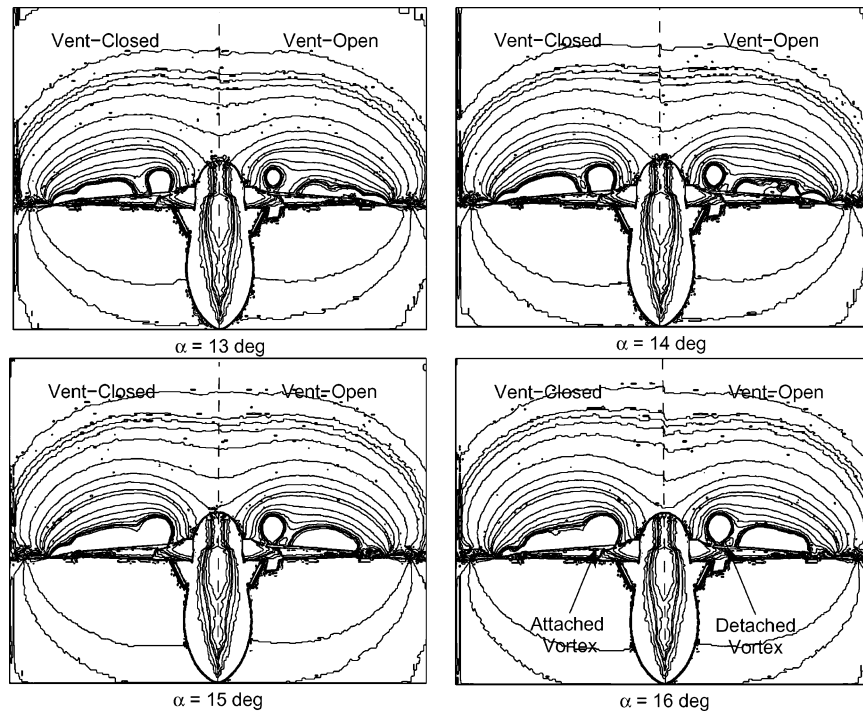 Vent−Closed Vent−Open
α = 13 deg
Vent−Closed Vent−Open
α = 14 deg
Vent−Closed Vent−Open
α = 15 deg
Vent−Closed Vent−Open
Attached
Vortex
Detached
Vortex
α = 16 deg